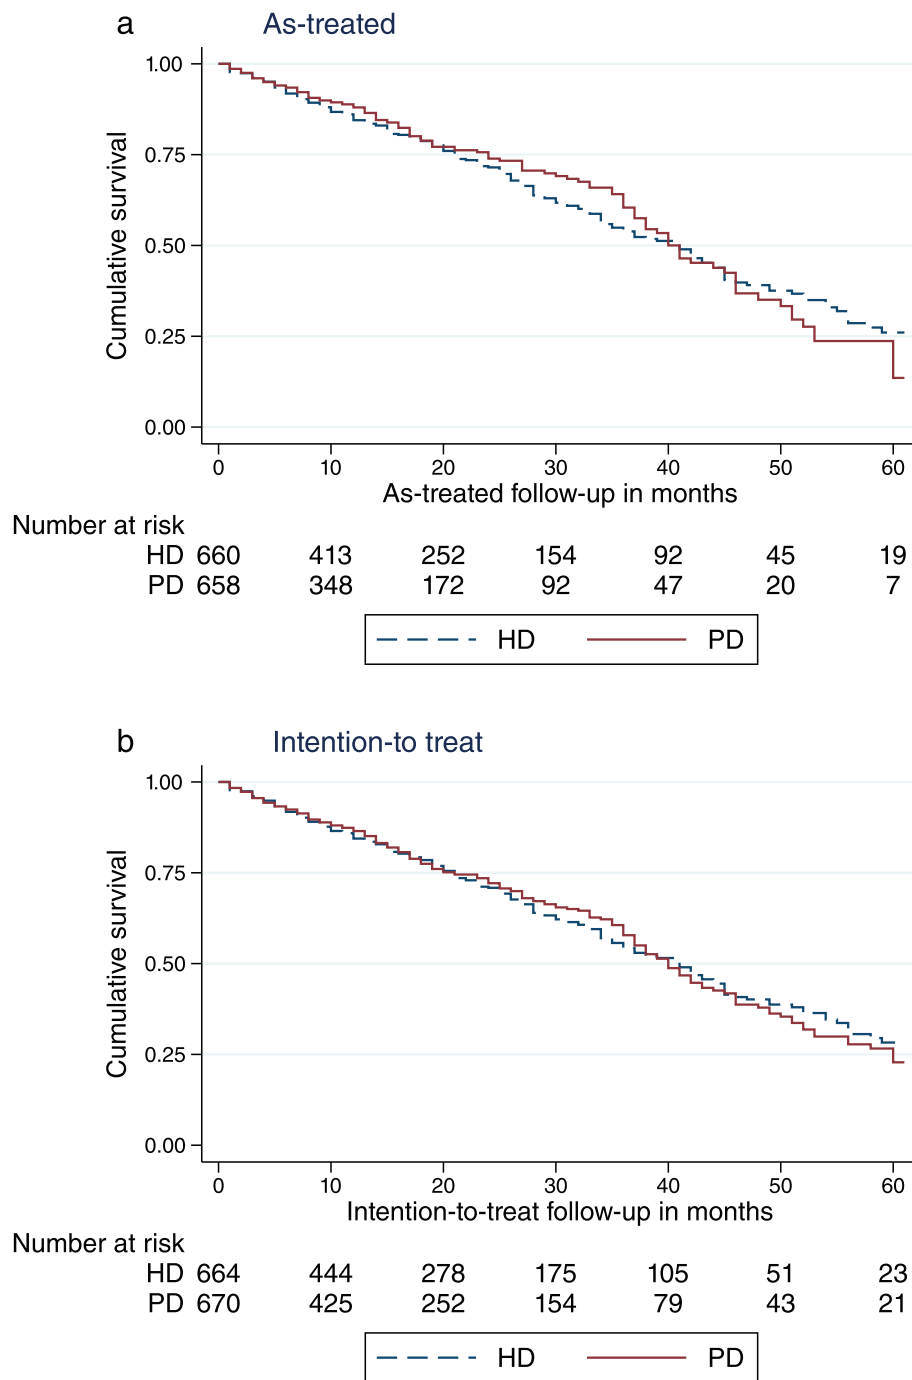 a As-treated
1.00
0.75
0.50
0.25
0.00
Cumulative survival
0 10 20 30 40 50 60
As-treated follow-up in months
Number at risk
HD 660 413 252 154 92 45 19
PD 658 348 172 92 47 20 7
HD PD
b Intention-to treat
1.00
0.75
0.50
0.25
0.00
Cumulative survival
0 10 20 30 40 50 60
Intention-to-treat follow-up in months
Number at risk
HD 664 444 278 175 105 51 23
PD 670 425 252 154 79 43 21
HD PD